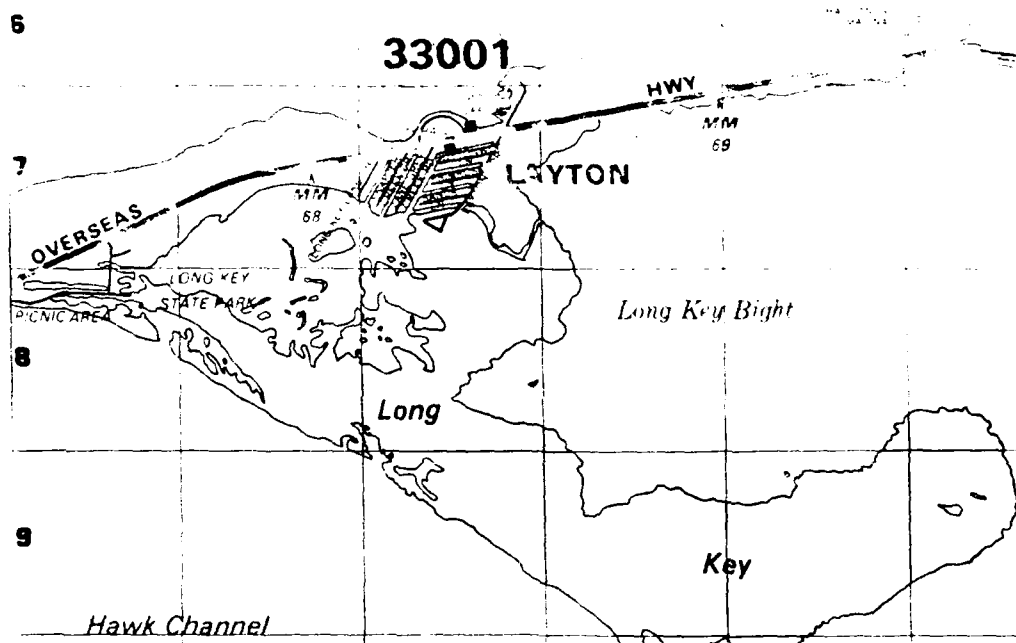 6
33001
HWY
MM
69
7
LAYTON
MM
68
OVERSEAS
LONG KEY
STATE PARK
PICNIC AREA
Long Key Bight
8
Long
9
Key
Hawk Channel